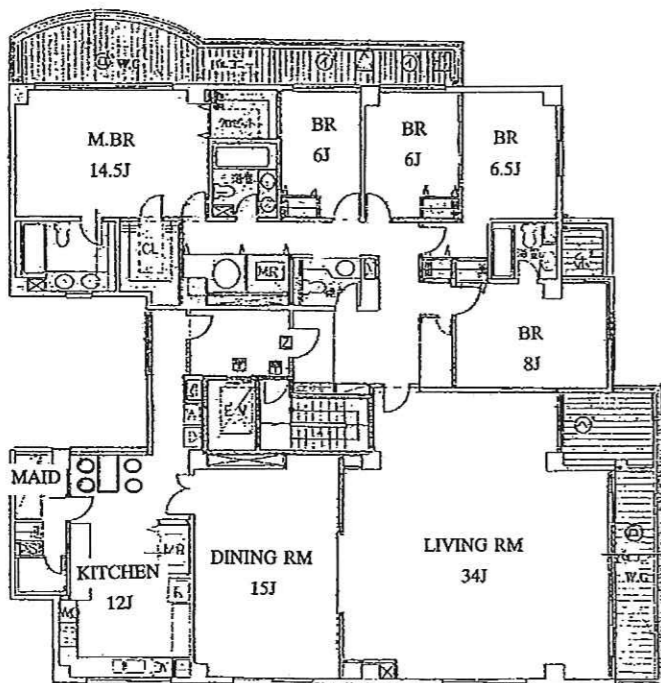 W.G
M.BR
14.5J
BR
6J
BR
6J
BR
6.5J
CL
MR
BR
8J
E.V
MAID
KITCHEN
12J
DINING RM
15J
LIVING RM
34J
W.G